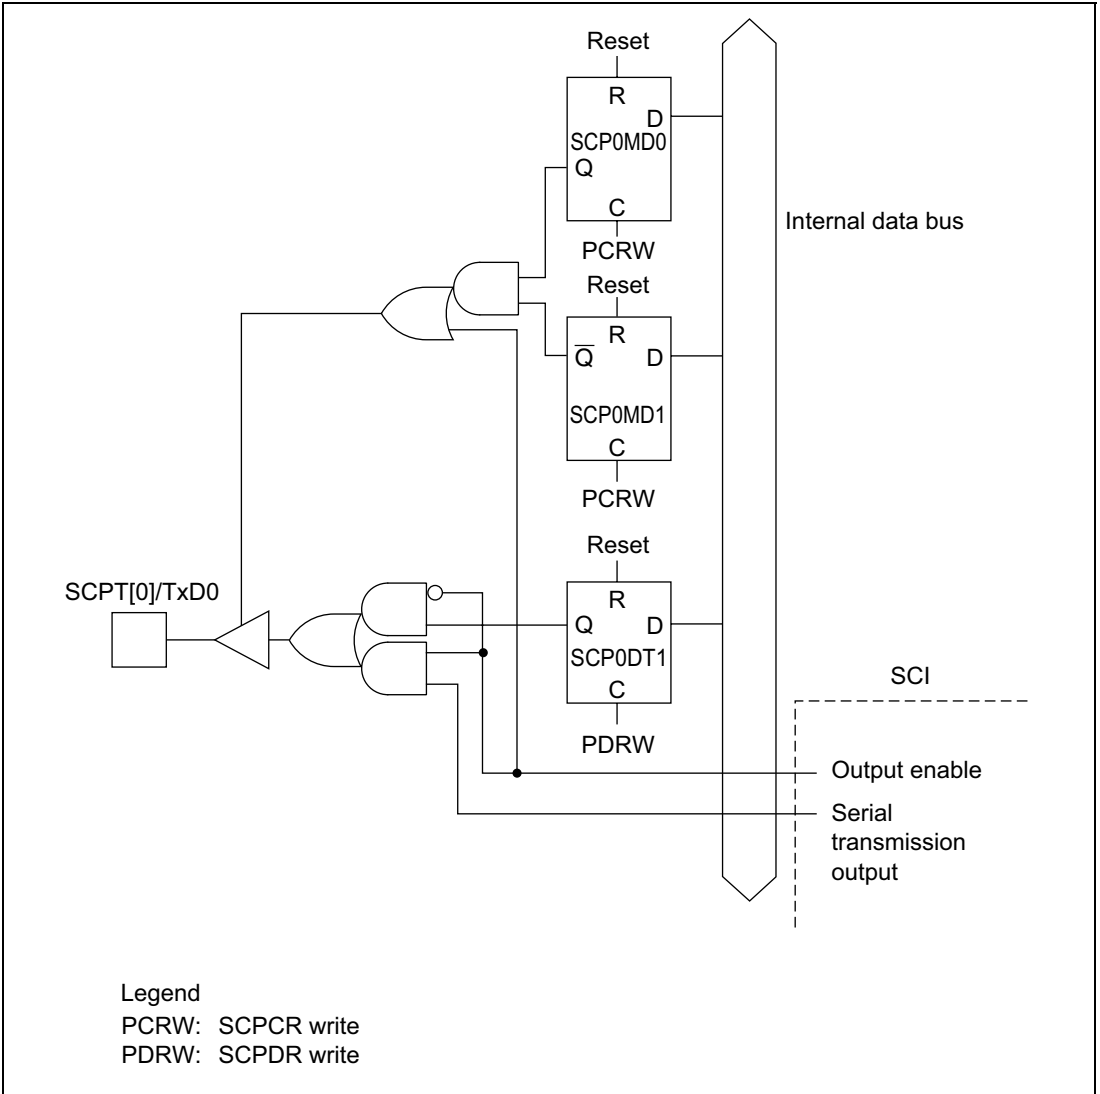 Reset
R
D
SCP0MD0
Q
C
PCRW
Internal data bus
Reset
R
Q̅ D
SCP0MD1
C
PCRW
Reset
SCPT[0]/TxD0
R
Q D
SCP0DT1
C
PDRW
SCI
Output enable
Serial
transmission
output
Legend
PCRW: SCPCR write
PDRW: SCPDR write